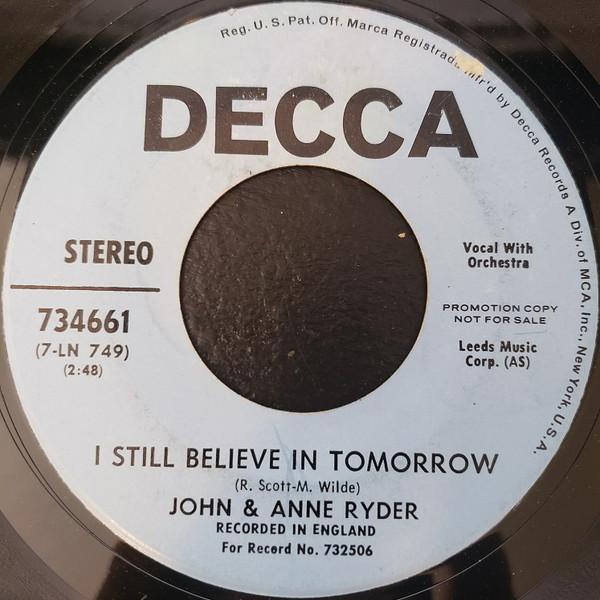 Reg. U.S. Pat. Off. Marca Registrada Mfr'd by Decca Records A Div. of MCA, Inc., New York, U.S.A.
DECCA
STEREO
734661
(7-LN 749)
(2:48)
Vocal With
Orchestra
PROMOTION COPY
NOT FOR SALE
Leeds Music
Corp. (AS)
I STILL BELIEVE IN TOMORROW
(R. Scott-M. Wilde)
JOHN & ANNE RYDER
RECORDED IN ENGLAND
For Record No. 732506